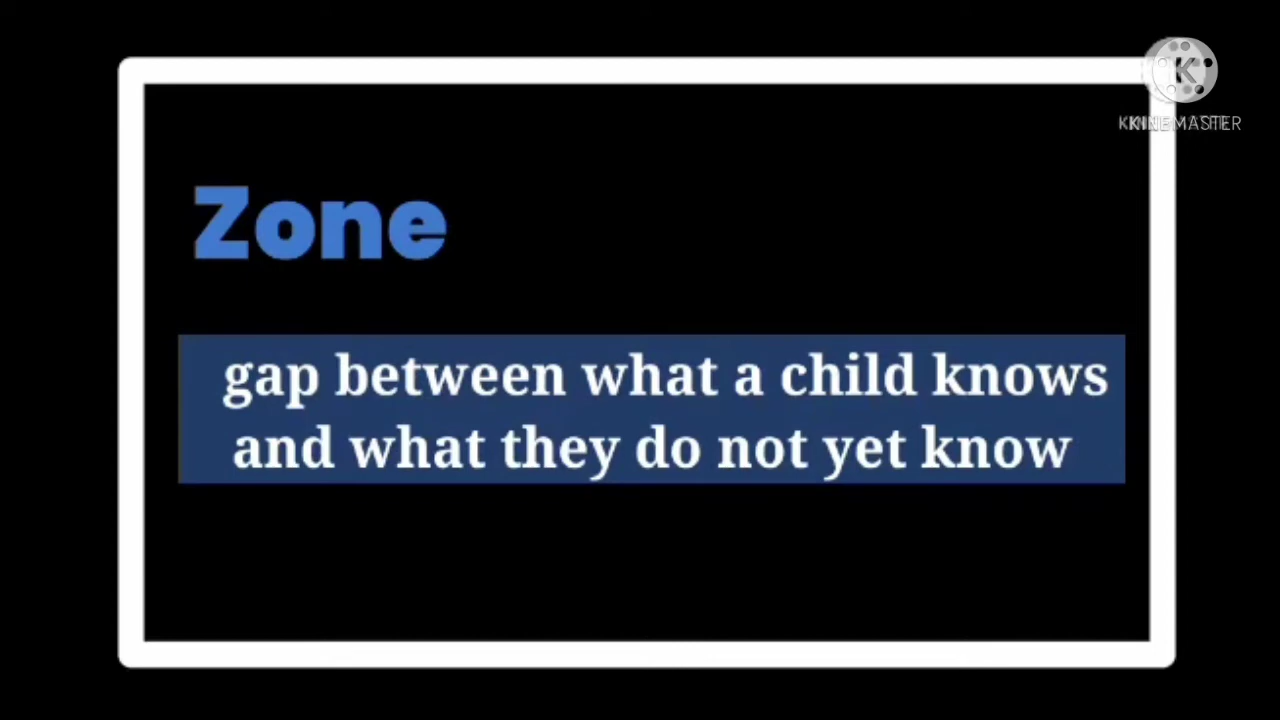 Zone
gap between what a child knows
and what they do not yet know
K
KINEMASTER